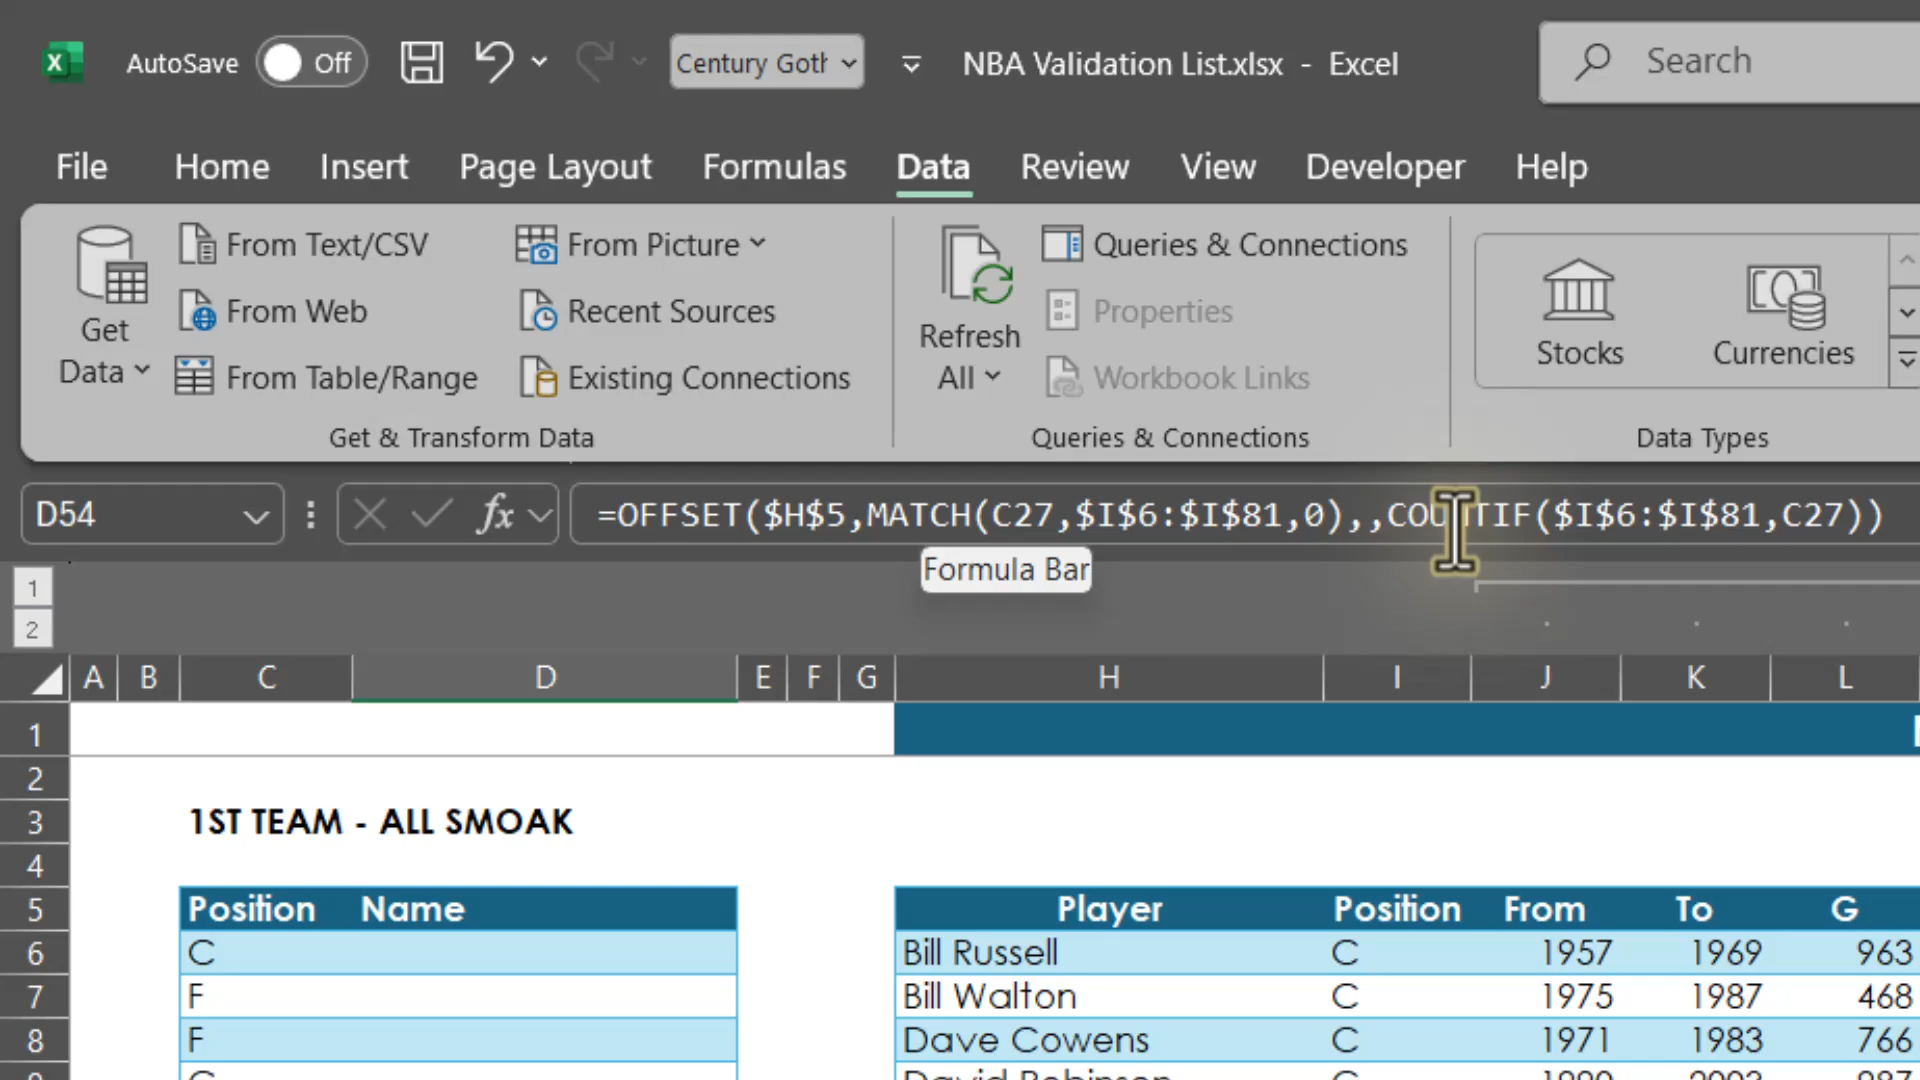 X AutoSave Off Century Goth NBA Validation List.xlsx - Excel Search
File Home Insert Page Layout Formulas Data Review View Developer Help
Get Data
From Text/CSV
From Web
From Table/Range
From Picture
Recent Sources
Existing Connections
Get & Transform Data
Refresh All
Queries & Connections
Properties
Workbook Links
Queries & Connections
Stocks
Currencies
Data Types
D54 fx =OFFSET($H$5,MATCH(C27,$I$6:$I$81,0),,COUNTIF($I$6:$I$81,C27))
Formula Bar
1
2
A B C D E F G H I J K L
1
2
3 1ST TEAM - ALL SMOAK
4
5 Position Name Player Position From To G
6 C Bill Russell C 1957 1969 963
7 F Bill Walton C 1975 1987 468
8 F Dave Cowens C 1971 1983 766